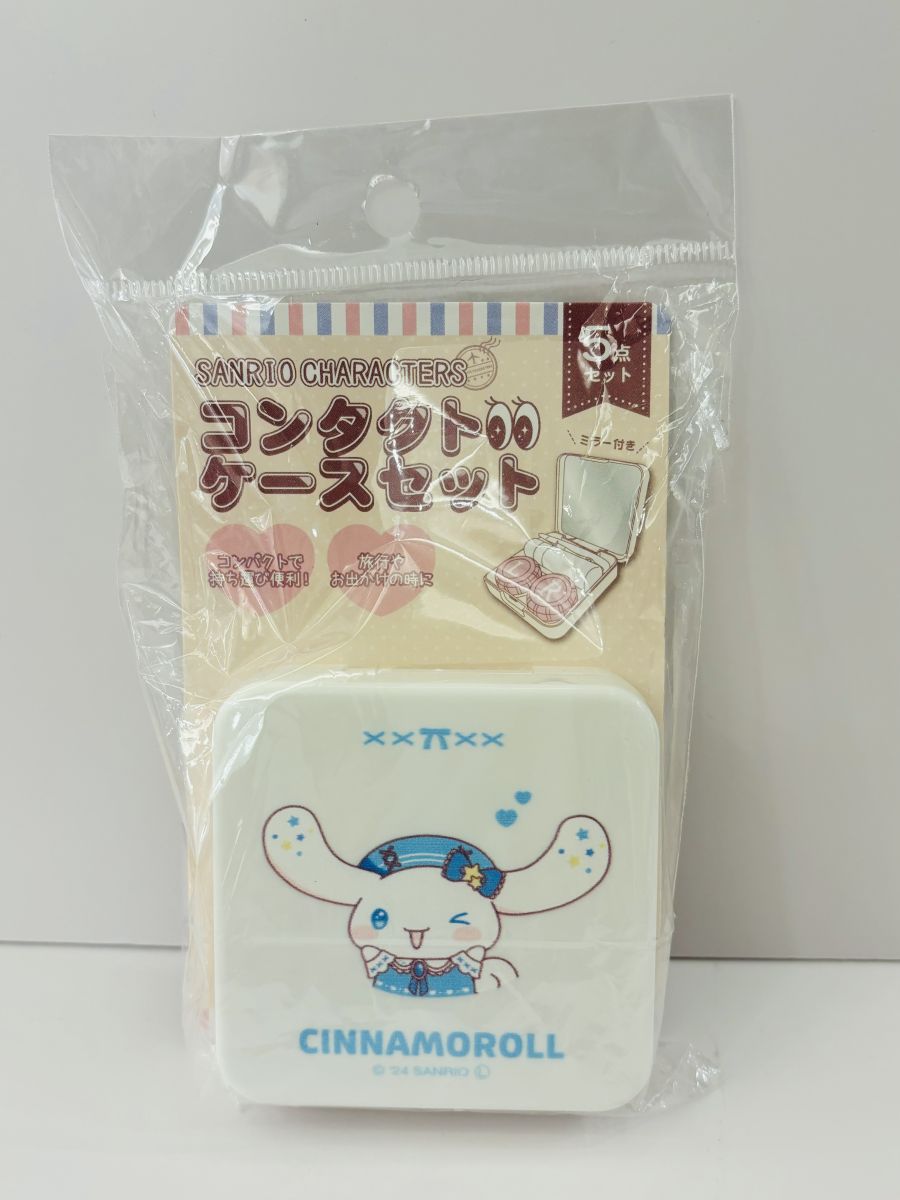 5点
セット
SANRIO CHARACTERS
コンタクト
ケースセット
ミラー付き
コンパクトで
持ち運び便利!
旅行や
お出かけの時に
L
R
CINNAMOROLL
© '24 SANRIO Ⓛ